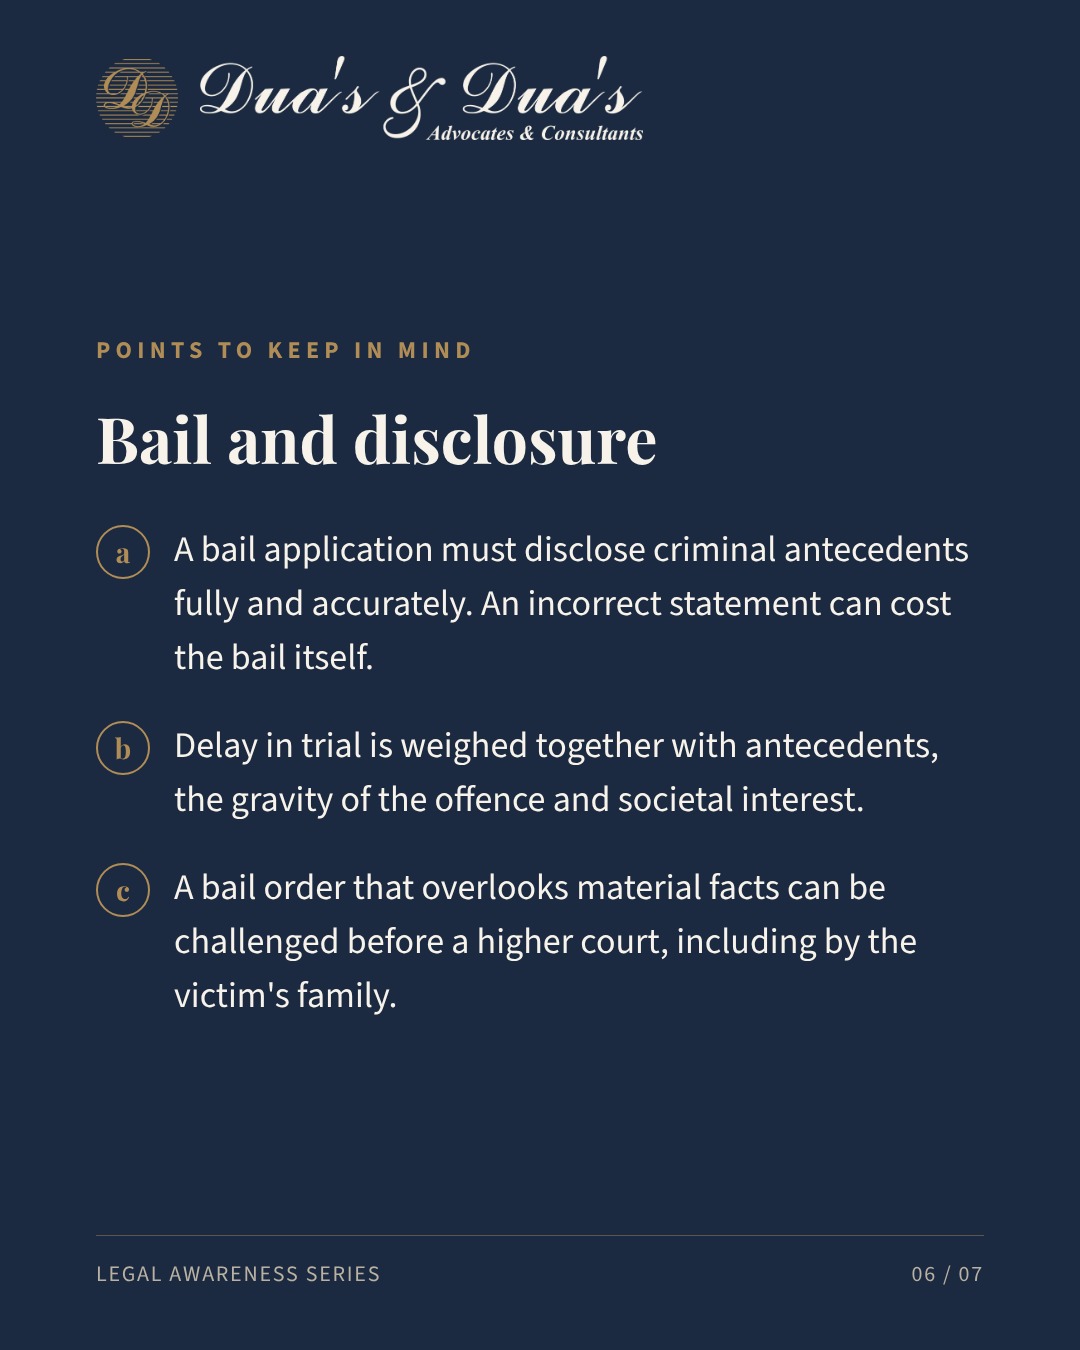 DD Dua's & Dua's
Advocates & Consultants
POINTS TO KEEP IN MIND
Bail and disclosure
a A bail application must disclose criminal antecedents
fully and accurately. An incorrect statement can cost
the bail itself.
b Delay in trial is weighed together with antecedents,
the gravity of the offence and societal interest.
c A bail order that overlooks material facts can be
challenged before a higher court, including by the
victim's family.
LEGAL AWARENESS SERIES 06 / 07